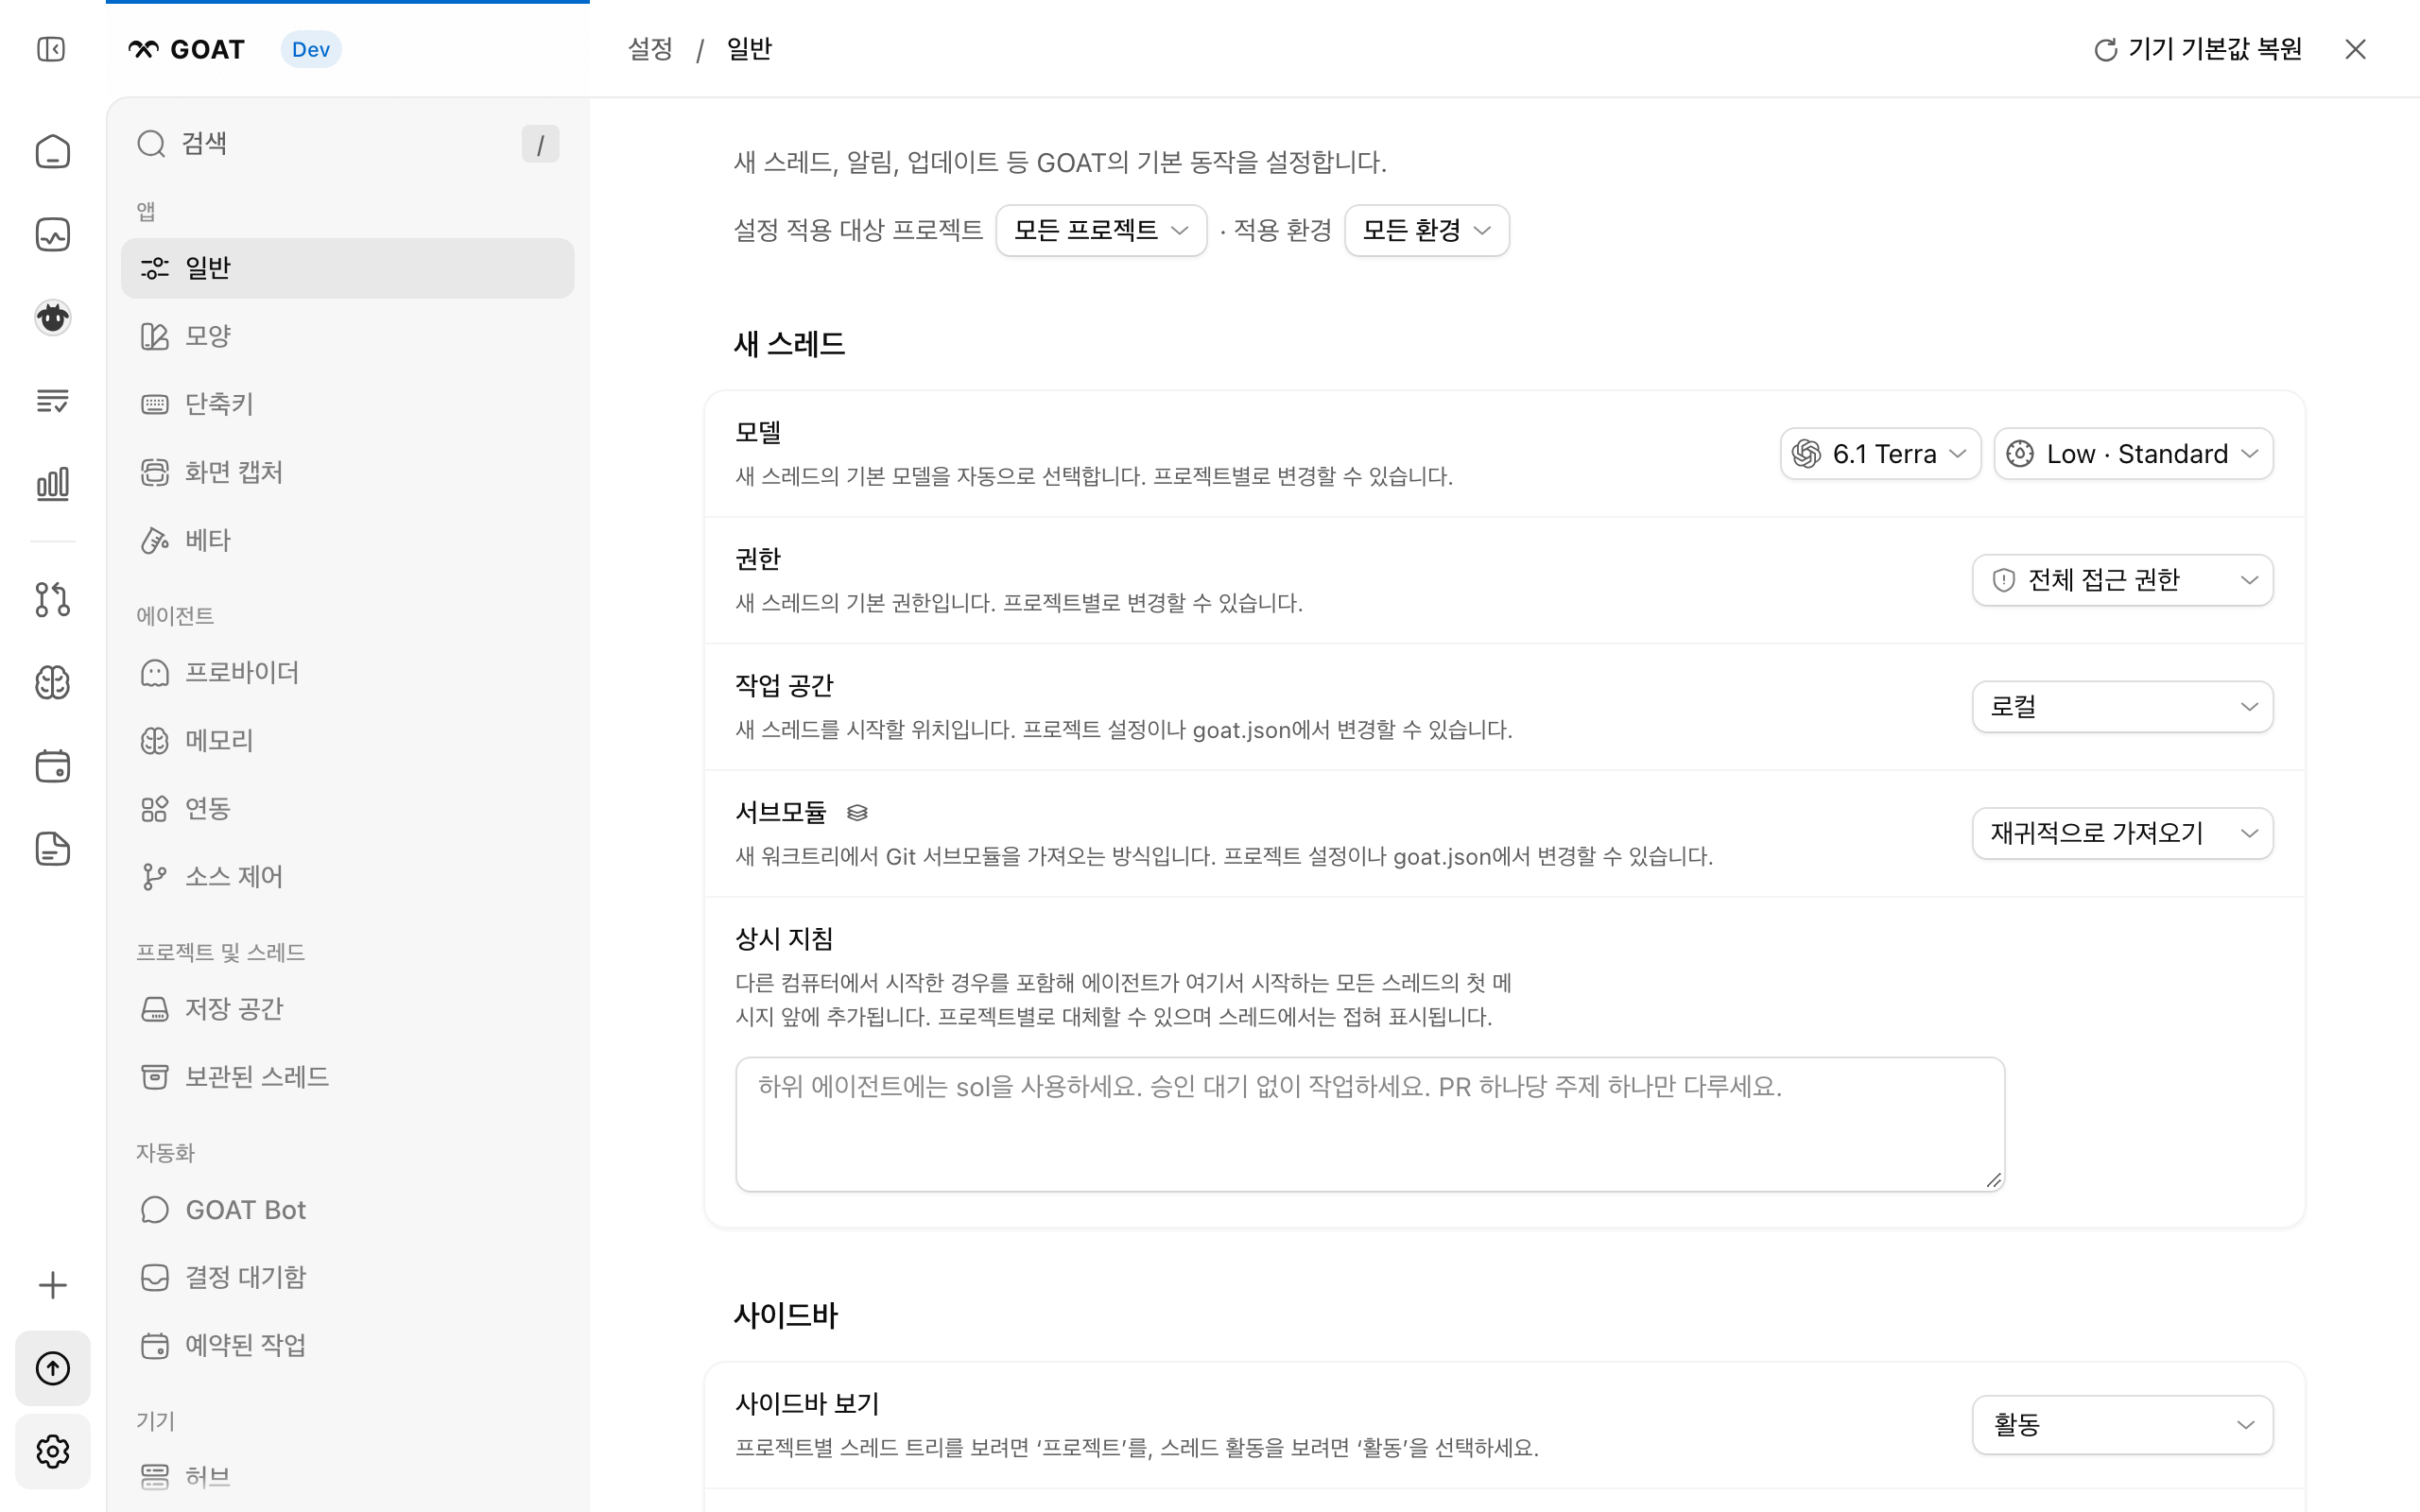 GOAT
Dev
설정 / 일반
기기 기본값 복원
검색
/
앱
일반
모양
단축키
화면 캡처
베타
에이전트
프로바이더
메모리
연동
소스 제어
프로젝트 및 스레드
저장 공간
보관된 스레드
자동화
GOAT Bot
결정 대기함
예약된 작업
기기
허브
새 스레드, 알림, 업데이트 등 GOAT의 기본 동작을 설정합니다.
설정 적용 대상 프로젝트 모든 프로젝트 · 적용 환경 모든 환경
새 스레드
모델
새 스레드의 기본 모델을 자동으로 선택합니다. 프로젝트별로 변경할 수 있습니다.
6.1 Terra
Low · Standard
권한
새 스레드의 기본 권한입니다. 프로젝트별로 변경할 수 있습니다.
전체 접근 권한
작업 공간
새 스레드를 시작할 위치입니다. 프로젝트 설정이나 goat.json에서 변경할 수 있습니다.
로컬
서브모듈
새 워크트리에서 Git 서브모듈을 가져오는 방식입니다. 프로젝트 설정이나 goat.json에서 변경할 수 있습니다.
재귀적으로 가져오기
상시 지침
다른 컴퓨터에서 시작한 경우를 포함해 에이전트가 여기서 시작하는 모든 스레드의 첫 메
시지 앞에 추가됩니다. 프로젝트별로 대체할 수 있으며 스레드에서는 접혀 표시됩니다.
하위 에이전트에는 sol을 사용하세요. 승인 대기 없이 작업하세요. PR 하나당 주제 하나만 다루세요.
사이드바
사이드바 보기
프로젝트별 스레드 트리를 보려면 ‘프로젝트’를, 스레드 활동을 보려면 ‘활동’을 선택하세요.
활동